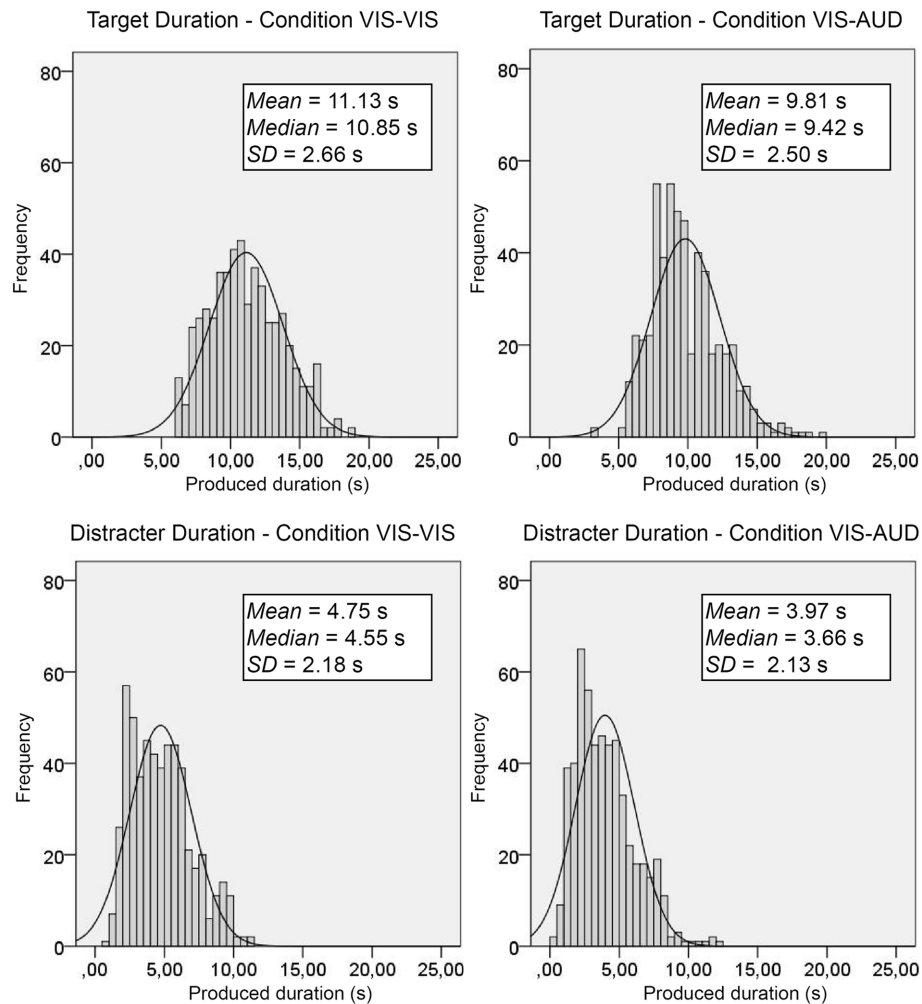 Target Duration - Condition VIS-VIS
80
60
40
20
0
Frequency
Mean = 11.13 s
Median = 10.85 s
SD = 2.66 s
,00 5,00 10,00 15,00 20,00 25,00
Produced duration (s)
Target Duration - Condition VIS-AUD
80
60
40
20
0
Frequency
Mean = 9.81 s
Median = 9.42 s
SD = 2.50 s
,00 5,00 10,00 15,00 20,00 25,00
Produced duration (s)
Distracter Duration - Condition VIS-VIS
80
60
40
20
0
Frequency
Mean = 4.75 s
Median = 4.55 s
SD = 2.18 s
,00 5,00 10,00 15,00 20,00 25,00
Produced duration (s)
Distracter Duration - Condition VIS-AUD
80
60
40
20
0
Frequency
Mean = 3.97 s
Median = 3.66 s
SD = 2.13 s
,00 5,00 10,00 15,00 20,00 25,00
Produced duration (s)